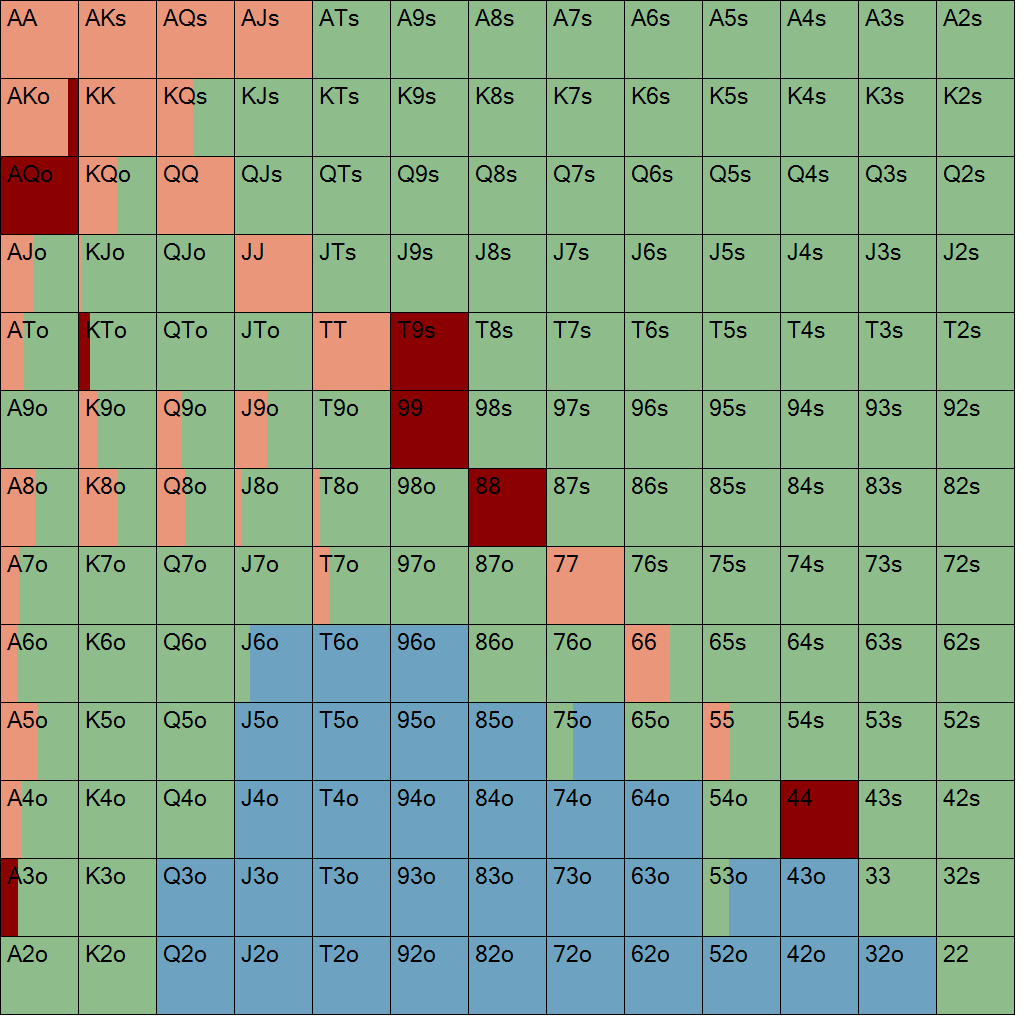 AA AKs AQs AJs ATs A9s A8s A7s A6s A5s A4s A3s A2s
AKo KK KQs KJs KTs K9s K8s K7s K6s K5s K4s K3s K2s
AQo KQo QQ QJs QTs Q9s Q8s Q7s Q6s Q5s Q4s Q3s Q2s
AJo KJo QJo JJ JTs J9s J8s J7s J6s J5s J4s J3s J2s
ATo KTo QTo JTo TT T9s T8s T7s T6s T5s T4s T3s T2s
A9o K9o Q9o J9o T9o 99 98s 97s 96s 95s 94s 93s 92s
A8o K8o Q8o J8o T8o 98o 88 87s 86s 85s 84s 83s 82s
A7o K7o Q7o J7o T7o 97o 87o 77 76s 75s 74s 73s 72s
A6o K6o Q6o J6o T6o 96o 86o 76o 66 65s 64s 63s 62s
A5o K5o Q5o J5o T5o 95o 85o 75o 65o 55 54s 53s 52s
A4o K4o Q4o J4o T4o 94o 84o 74o 64o 54o 44 43s 42s
A3o K3o Q3o J3o T3o 93o 83o 73o 63o 53o 43o 33 32s
A2o K2o Q2o J2o T2o 92o 82o 72o 62o 52o 42o 32o 22